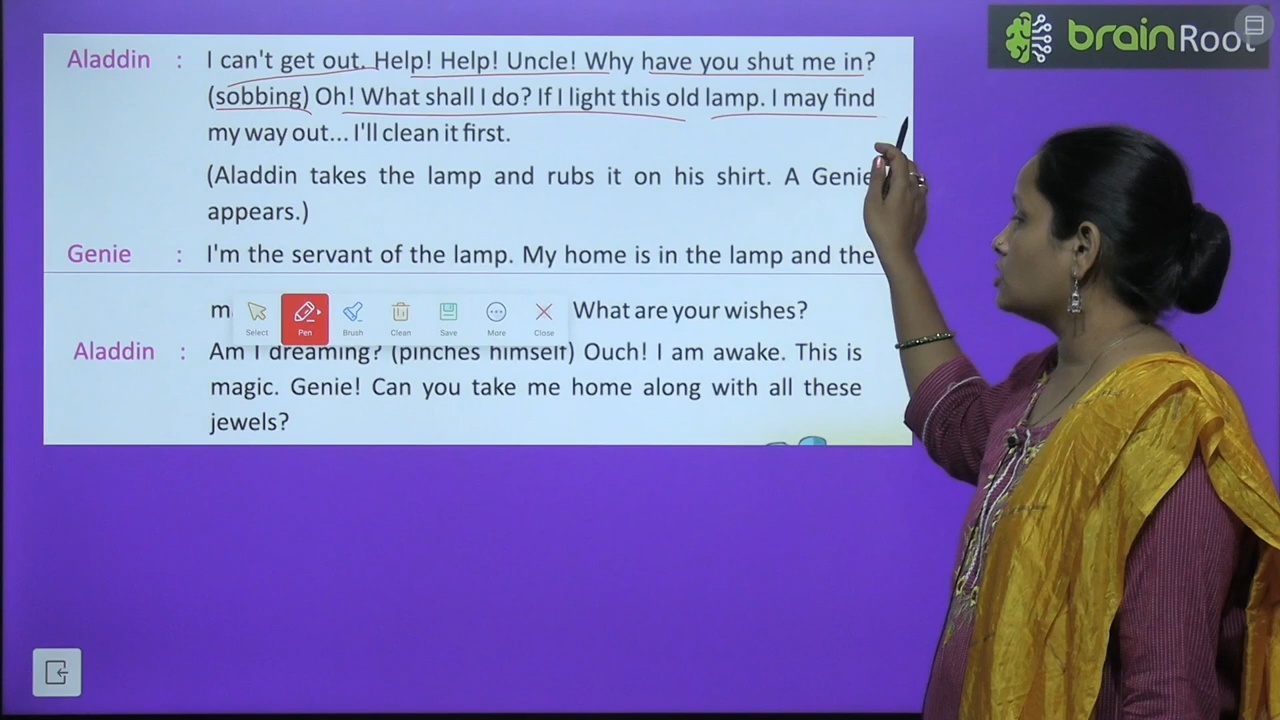 brainRoot
Aladdin : I can't get out. Help! Help! Uncle! Why have you shut me in?
(sobbing) Oh! What shall I do? If I light this old lamp. I may find
my way out... I'll clean it first.
(Aladdin takes the lamp and rubs it on his shirt. A Genie
appears.)
Genie : I'm the servant of the lamp. My home is in the lamp and the
What are your wishes?
Select Pen Brush Clean Save More Close
Aladdin : Am I dreaming? (pinches himself) Ouch! I am awake. This is
magic. Genie! Can you take me home along with all these
jewels?